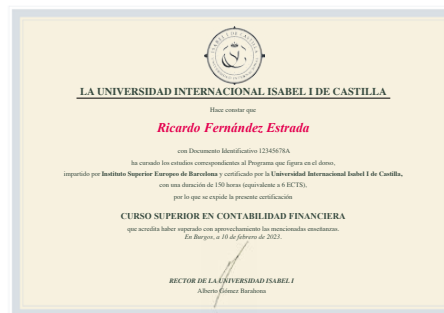 LA UNIVERSIDAD INTERNACIONAL ISABEL I DE CASTILLA
Hace constar que
Ricardo Fernández Estrada
con Documento Identificativo 12345678A
ha cursado los estudios correspondientes al Programa que figura en el dorso,
impartido por Instituto Superior Europeo de Barcelona y certificado por la Universidad Internacional Isabel I de Castilla,
con una duración de 150 horas (equivalente a 6 ECTS),
por lo que se expide la presente certificación
CURSO SUPERIOR EN CONTABILIDAD FINANCIERA
que acredita haber superado con aprovechamiento las mencionadas enseñanzas.
En Burgos, a 10 de febrero de 2023.
RECTOR DE LA UNIVERSIDAD ISABEL I
Alberto Gómez Barahona